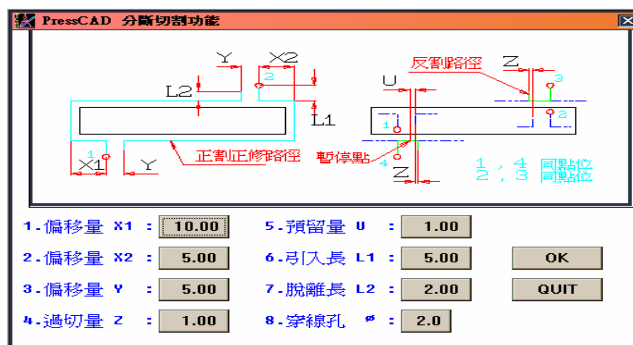 PressCAD 分斷切割功能
Y X2 反割路徑 Z
2 U 3
L2
L1 2
1
X1 Y 正割正修路徑 暫停點 4
Z 1 , 4 同點位
2 , 3 同點位
1.偏移量 X1 : 10.00 5.預留量 U : 1.00
2.偏移量 X2 : 5.00 6.引入長 L1 : 5.00 OK
3.偏移量 Y : 5.00 7.脫離長 L2 : 2.00 QUIT
4.過切量 Z : 1.00 8.穿線孔 ø : 2.0